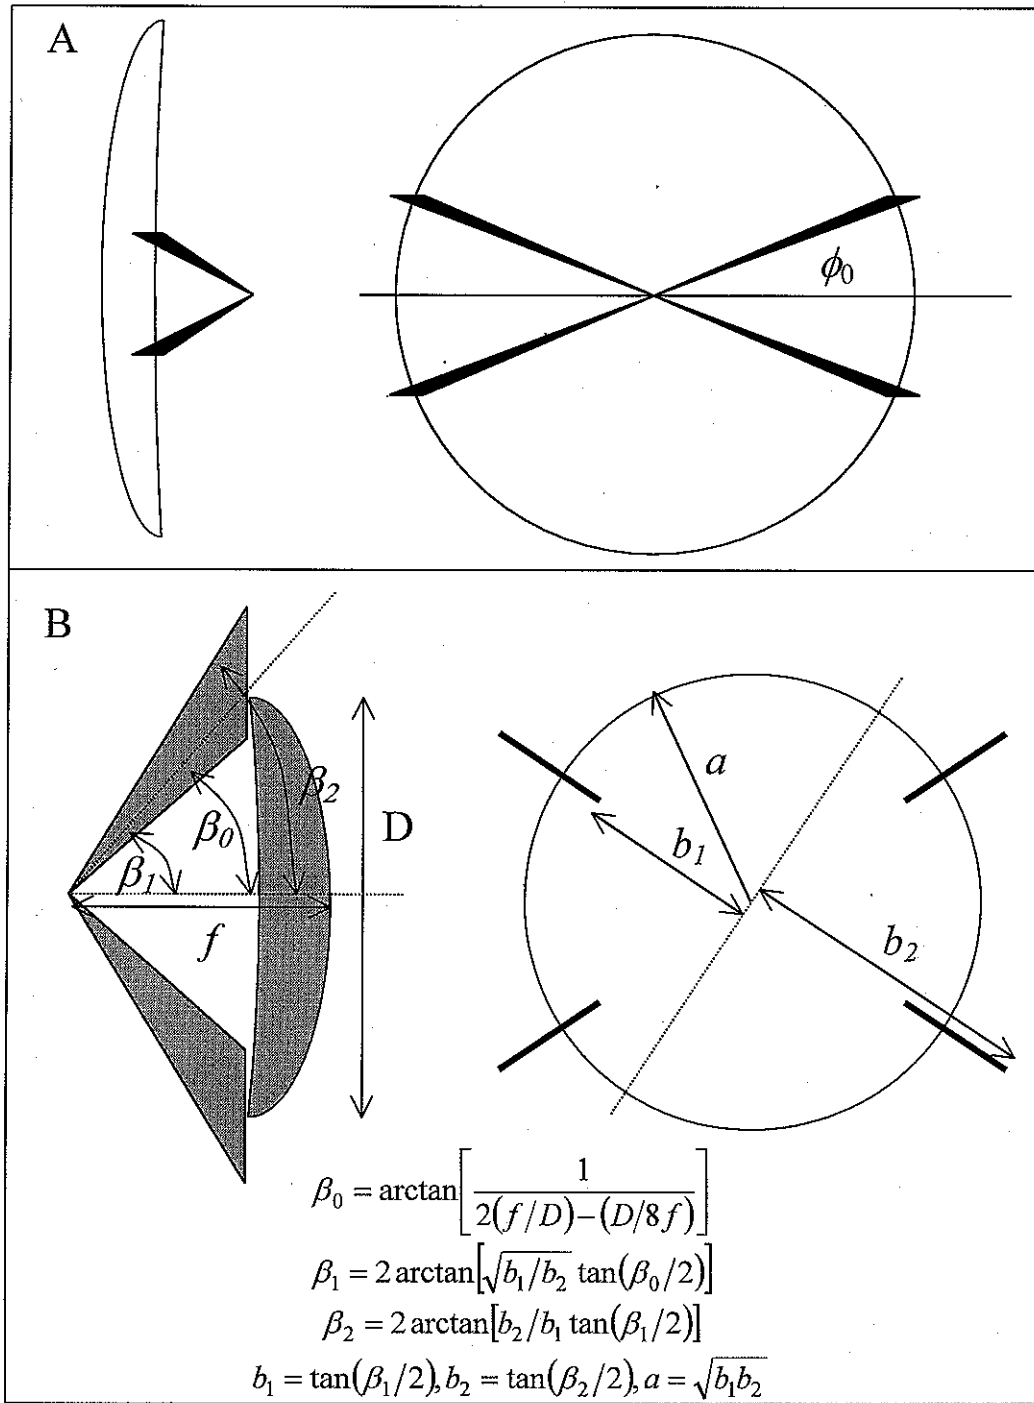 A
ϕ₀
B
β₂
β₀
β₁
D
f
a
b₁
b₂
β₀ = arctan[1/(2(f/D)−(D/8f))]
β₁ = 2 arctan[√(b₁/b₂) tan(β₀/2)]
β₂ = 2 arctan[b₂/b₁ tan(β₁/2)]
b₁ = tan(β₁/2), b₂ = tan(β₂/2), a = √(b₁b₂)